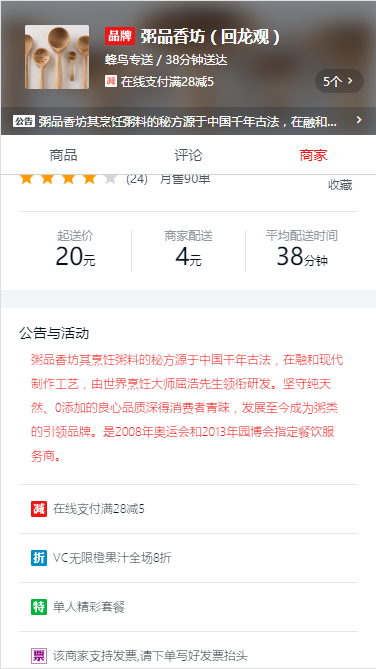 品牌 粥品香坊（回龙观）
蜂鸟专送 / 38分钟送达
减 在线支付满28减5
5个 >
公告 粥品香坊其烹饪粥料的秘方源于中国千年古法，在融和... >
商品 评论 商家
(24) 月售90单
收藏
起送价 商家配送 平均配送时间
20元 4元 38分钟
公告与活动
粥品香坊其烹饪粥料的秘方源于中国千年古法，在融和现代
制作工艺，由世界烹饪大师屈浩先生领衔研发。坚守纯天
然、0添加的良心品质深得消费者青睐，发展至今成为粥类
的引领品牌。是2008年奥运会和2013年园博会指定餐饮服
务商。
减 在线支付满28减5
折 VC无限橙果汁全场8折
特 单人精彩套餐
票 该商家支持发票,请下单写好发票抬头